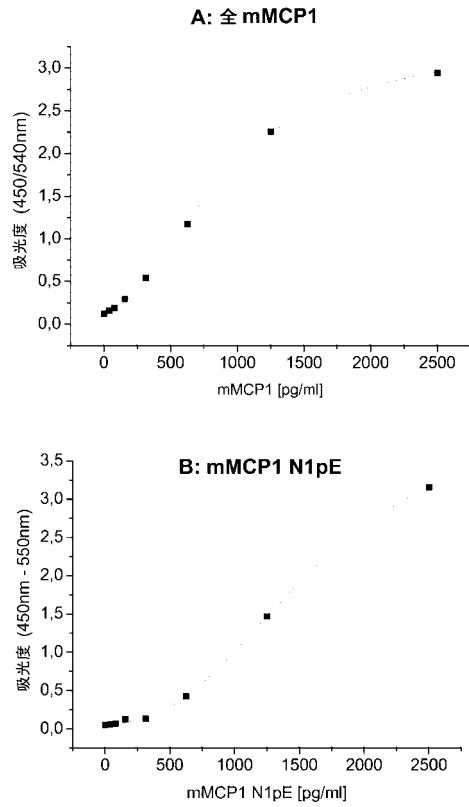 A: 全 mMCP1
吸光度 (450/540nm)
3,0
2,5
2,0
1,5
1,0
0,5
0,0
0 500 1000 1500 2000 2500
mMCP1 [pg/ml]
B: mMCP1 N1pE
吸光度 (450nm - 550nm)
3,5
3,0
2,5
2,0
1,5
1,0
0,5
0,0
0 500 1000 1500 2000 2500
mMCP1 N1pE [pg/ml]